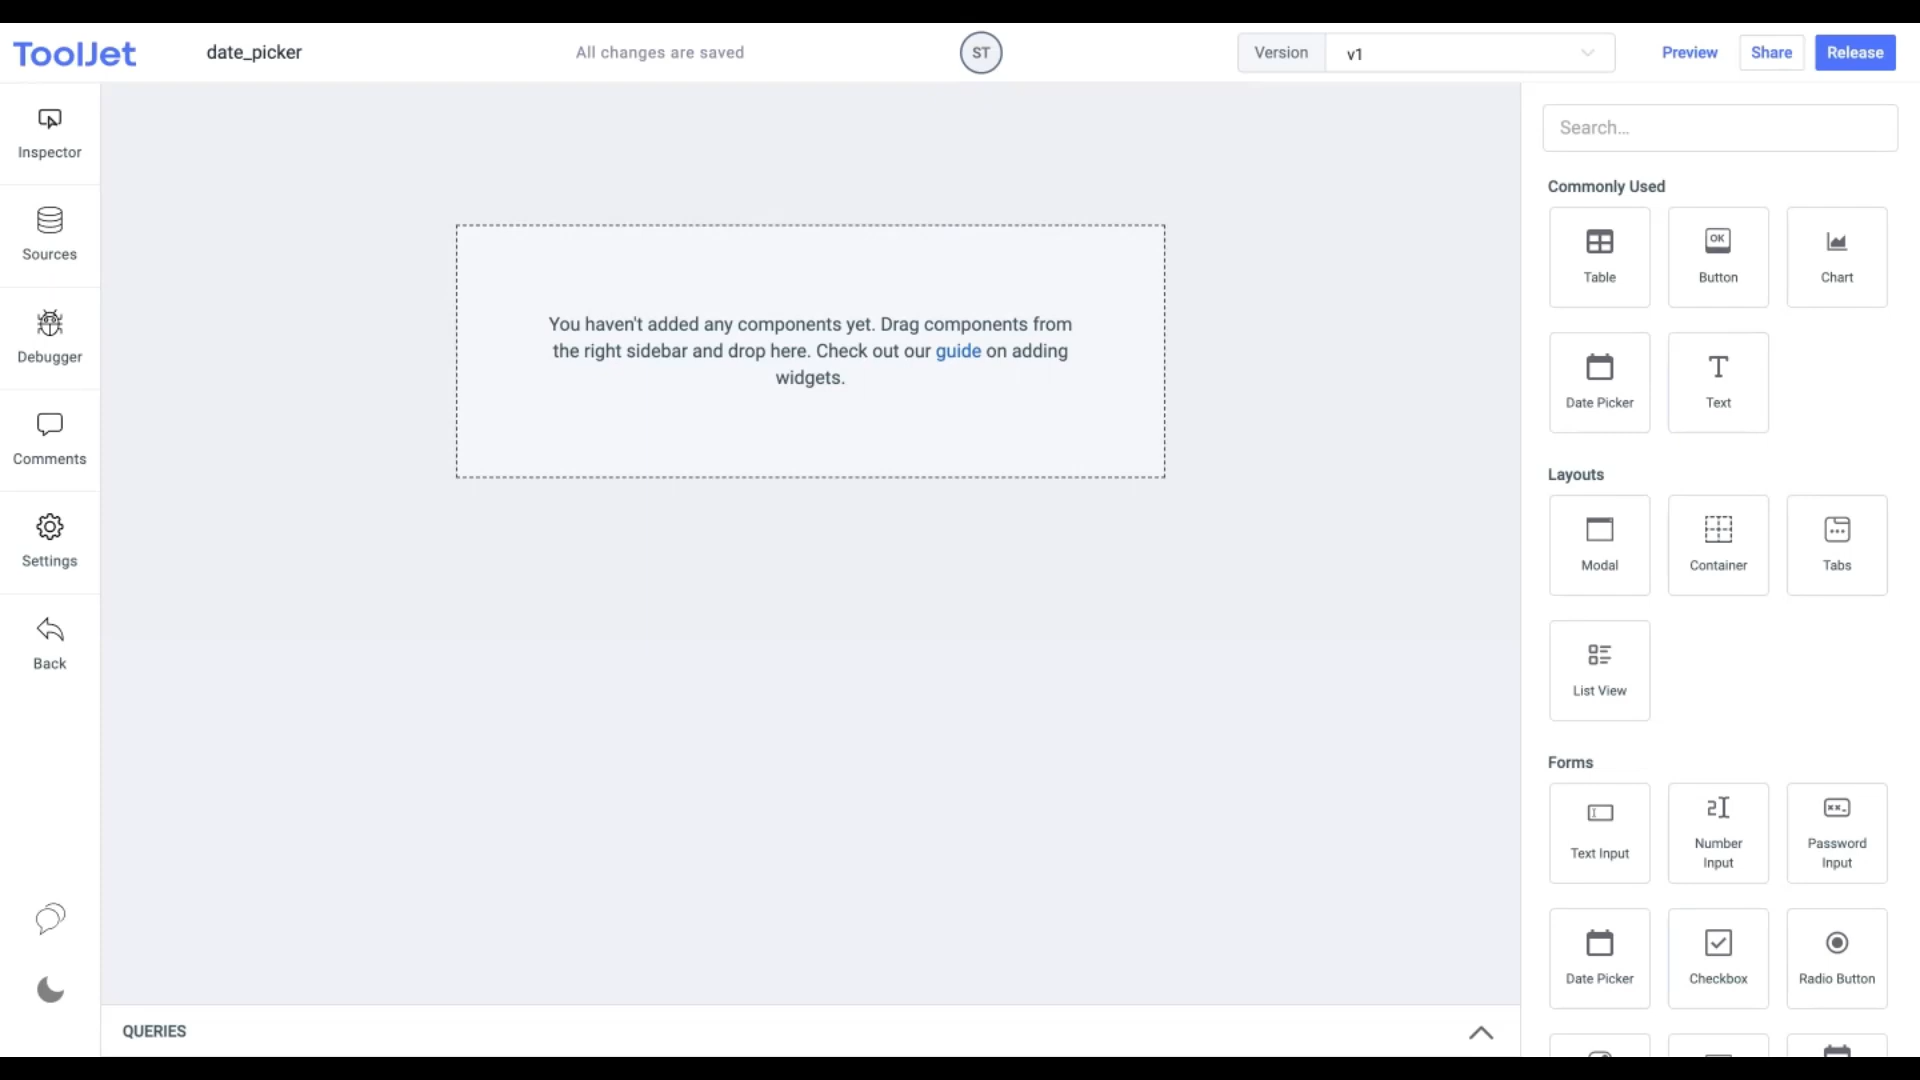 ToolJet
date_picker
All changes are saved
ST
Version
v1
Preview
Share
Release
Inspector
Sources
Debugger
Comments
Settings
Back
You haven't added any components yet. Drag components from
the right sidebar and drop here. Check out our guide on adding
widgets.
Search...
Commonly Used
Table
OK
Button
Chart
Date Picker
Text
Layouts
Modal
Container
Tabs
List View
Forms
Text Input
Number
Input
Password
Input
Date Picker
Checkbox
Radio Button
QUERIES